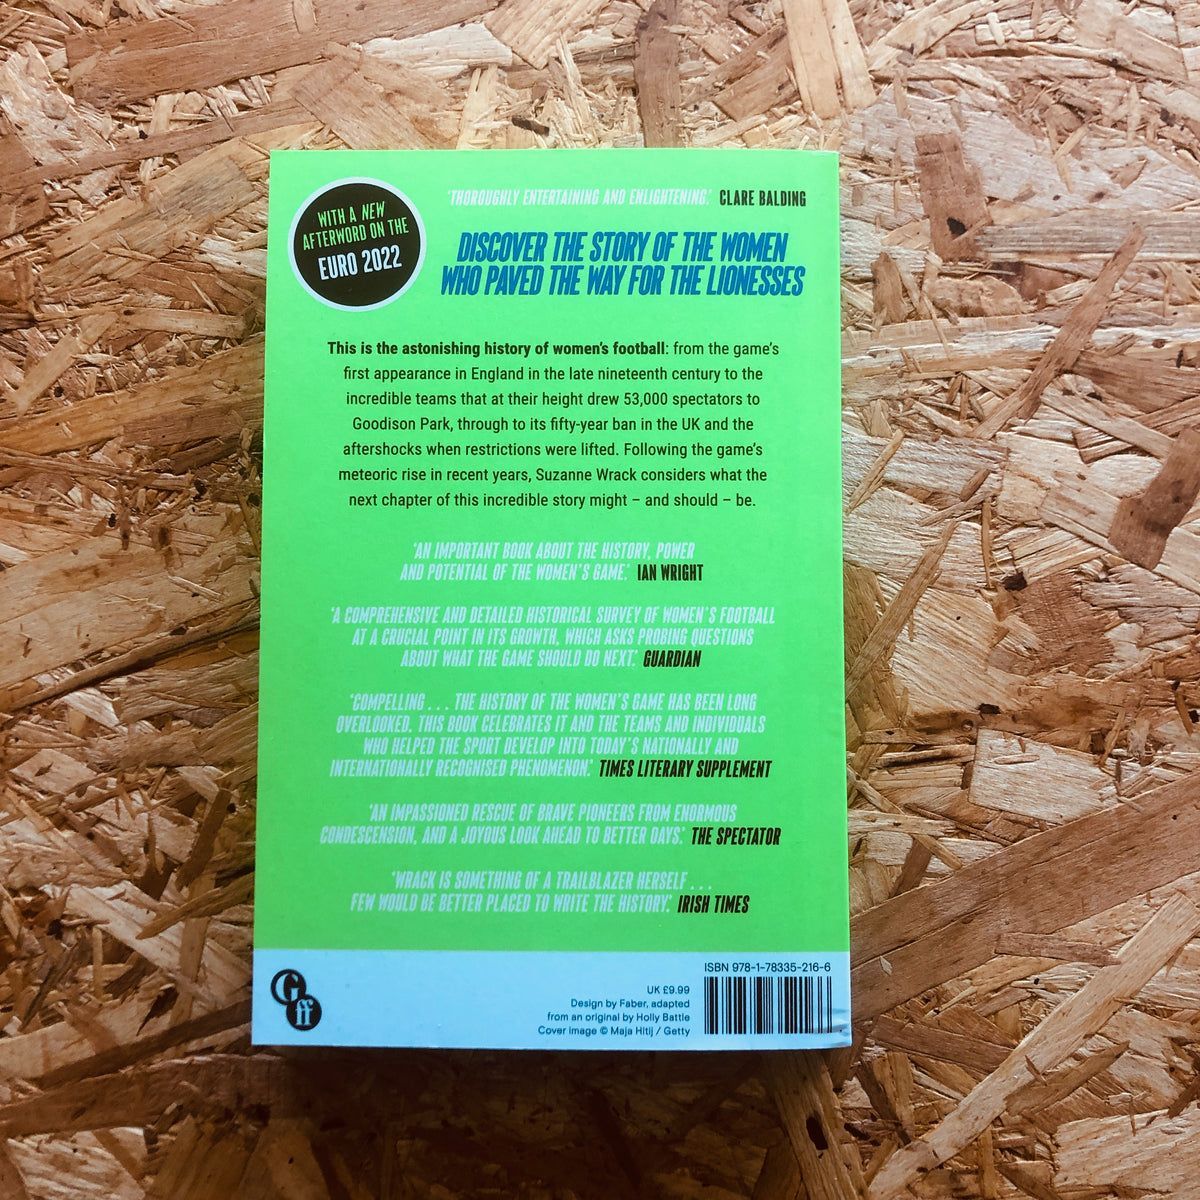 WITH A NEW
AFTERWORD ON THE
EURO 2022
'THOROUGHLY ENTERTAINING AND ENLIGHTENING.' CLARE BALDING
DISCOVER THE STORY OF THE WOMEN
WHO PAVED THE WAY FOR THE LIONESSES
This is the astonishing history of women's football: from the game's
first appearance in England in the late nineteenth century to the
incredible teams that at their height drew 53,000 spectators to
Goodison Park, through to its fifty-year ban in the UK and the
aftershocks when restrictions were lifted. Following the game's
meteoric rise in recent years, Suzanne Wrack considers what the
next chapter of this incredible story might – and should – be.
'AN IMPORTANT BOOK ABOUT THE HISTORY, POWER
AND POTENTIAL OF THE WOMEN'S GAME.' IAN WRIGHT
'A COMPREHENSIVE AND DETAILED HISTORICAL SURVEY OF WOMEN'S FOOTBALL
AT A CRUCIAL POINT IN ITS GROWTH, WHICH ASKS PROBING QUESTIONS
ABOUT WHAT THE GAME SHOULD DO NEXT.' GUARDIAN
'COMPELLING . . . THE HISTORY OF THE WOMEN'S GAME HAS BEEN LONG
OVERLOOKED. THIS BOOK CELEBRATES IT AND THE TEAMS AND INDIVIDUALS
WHO HELPED THE SPORT DEVELOP INTO TODAY'S NATIONALLY AND
INTERNATIONALLY RECOGNISED PHENOMENON.' TIMES LITERARY SUPPLEMENT
'AN IMPASSIONED RESCUE OF BRAVE PIONEERS FROM ENORMOUS
CONDESCENSION, AND A JOYOUS LOOK AHEAD TO BETTER DAYS.' THE SPECTATOR
'WRACK IS SOMETHING OF A TRAILBLAZER HERSELF . . .
FEW WOULD BE BETTER PLACED TO WRITE THE HISTORY.' IRISH TIMES
G
ff
UK £9.99
Design by Faber, adapted
from an original by Holly Battle
Cover image © Maja Hitij / Getty
ISBN 978-1-78335-216-6